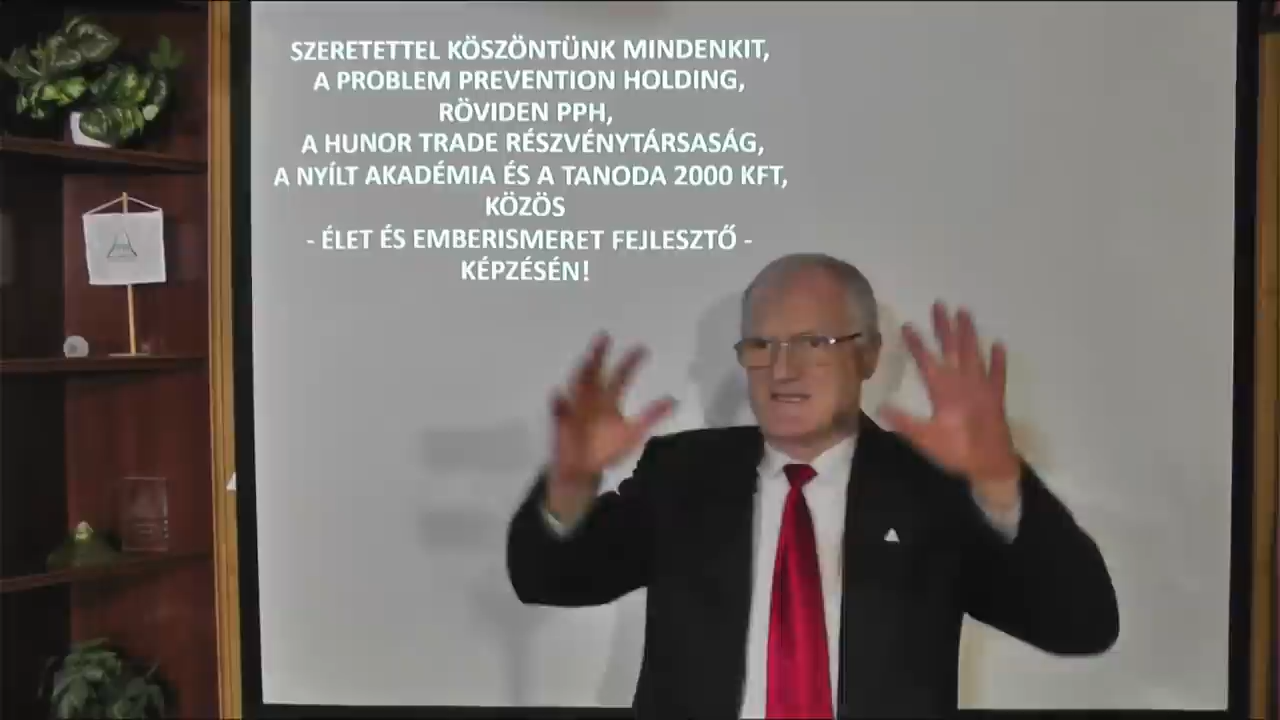 SZERETETTEL KÖSZÖNTÜNK MINDENKIT,
A PROBLEM PREVENTION HOLDING,
RÖVIDEN PPH,
A HUNOR TRADE RÉSZVÉNYTÁRSASÁG,
A NYÍLT AKADÉMIA ÉS A TANODA 2000 KFT,
KÖZÖS
- ÉLET ÉS EMBERISMERET FEJLESZTŐ -
KÉPZÉSÉN!